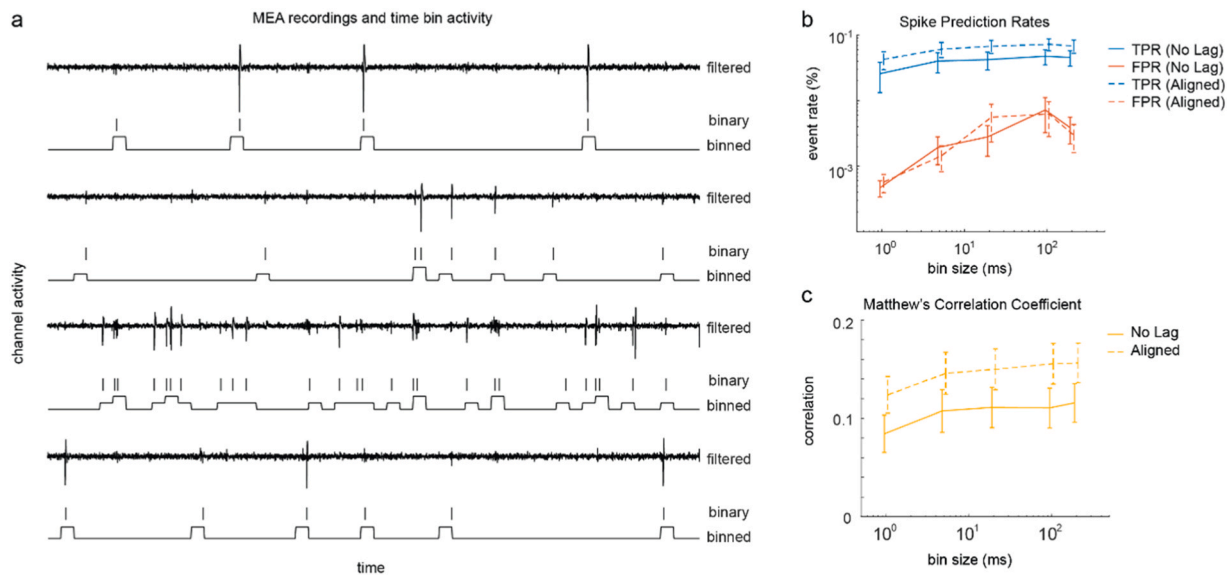 a
MEA recordings and time bin activity
filtered
binary
binned
filtered
binary
binned
filtered
binary
binned
filtered
binary
binned
channel activity
time
b
Spike Prediction Rates
10⁻¹
10⁻³
event rate (%)
10⁰ 10¹ 10²
bin size (ms)
TPR (No Lag)
FPR (No Lag)
TPR (Aligned)
FPR (Aligned)
c
Matthew's Correlation Coefficient
0.2
0.1
0
correlation
10⁰ 10¹ 10²
bin size (ms)
No Lag
Aligned